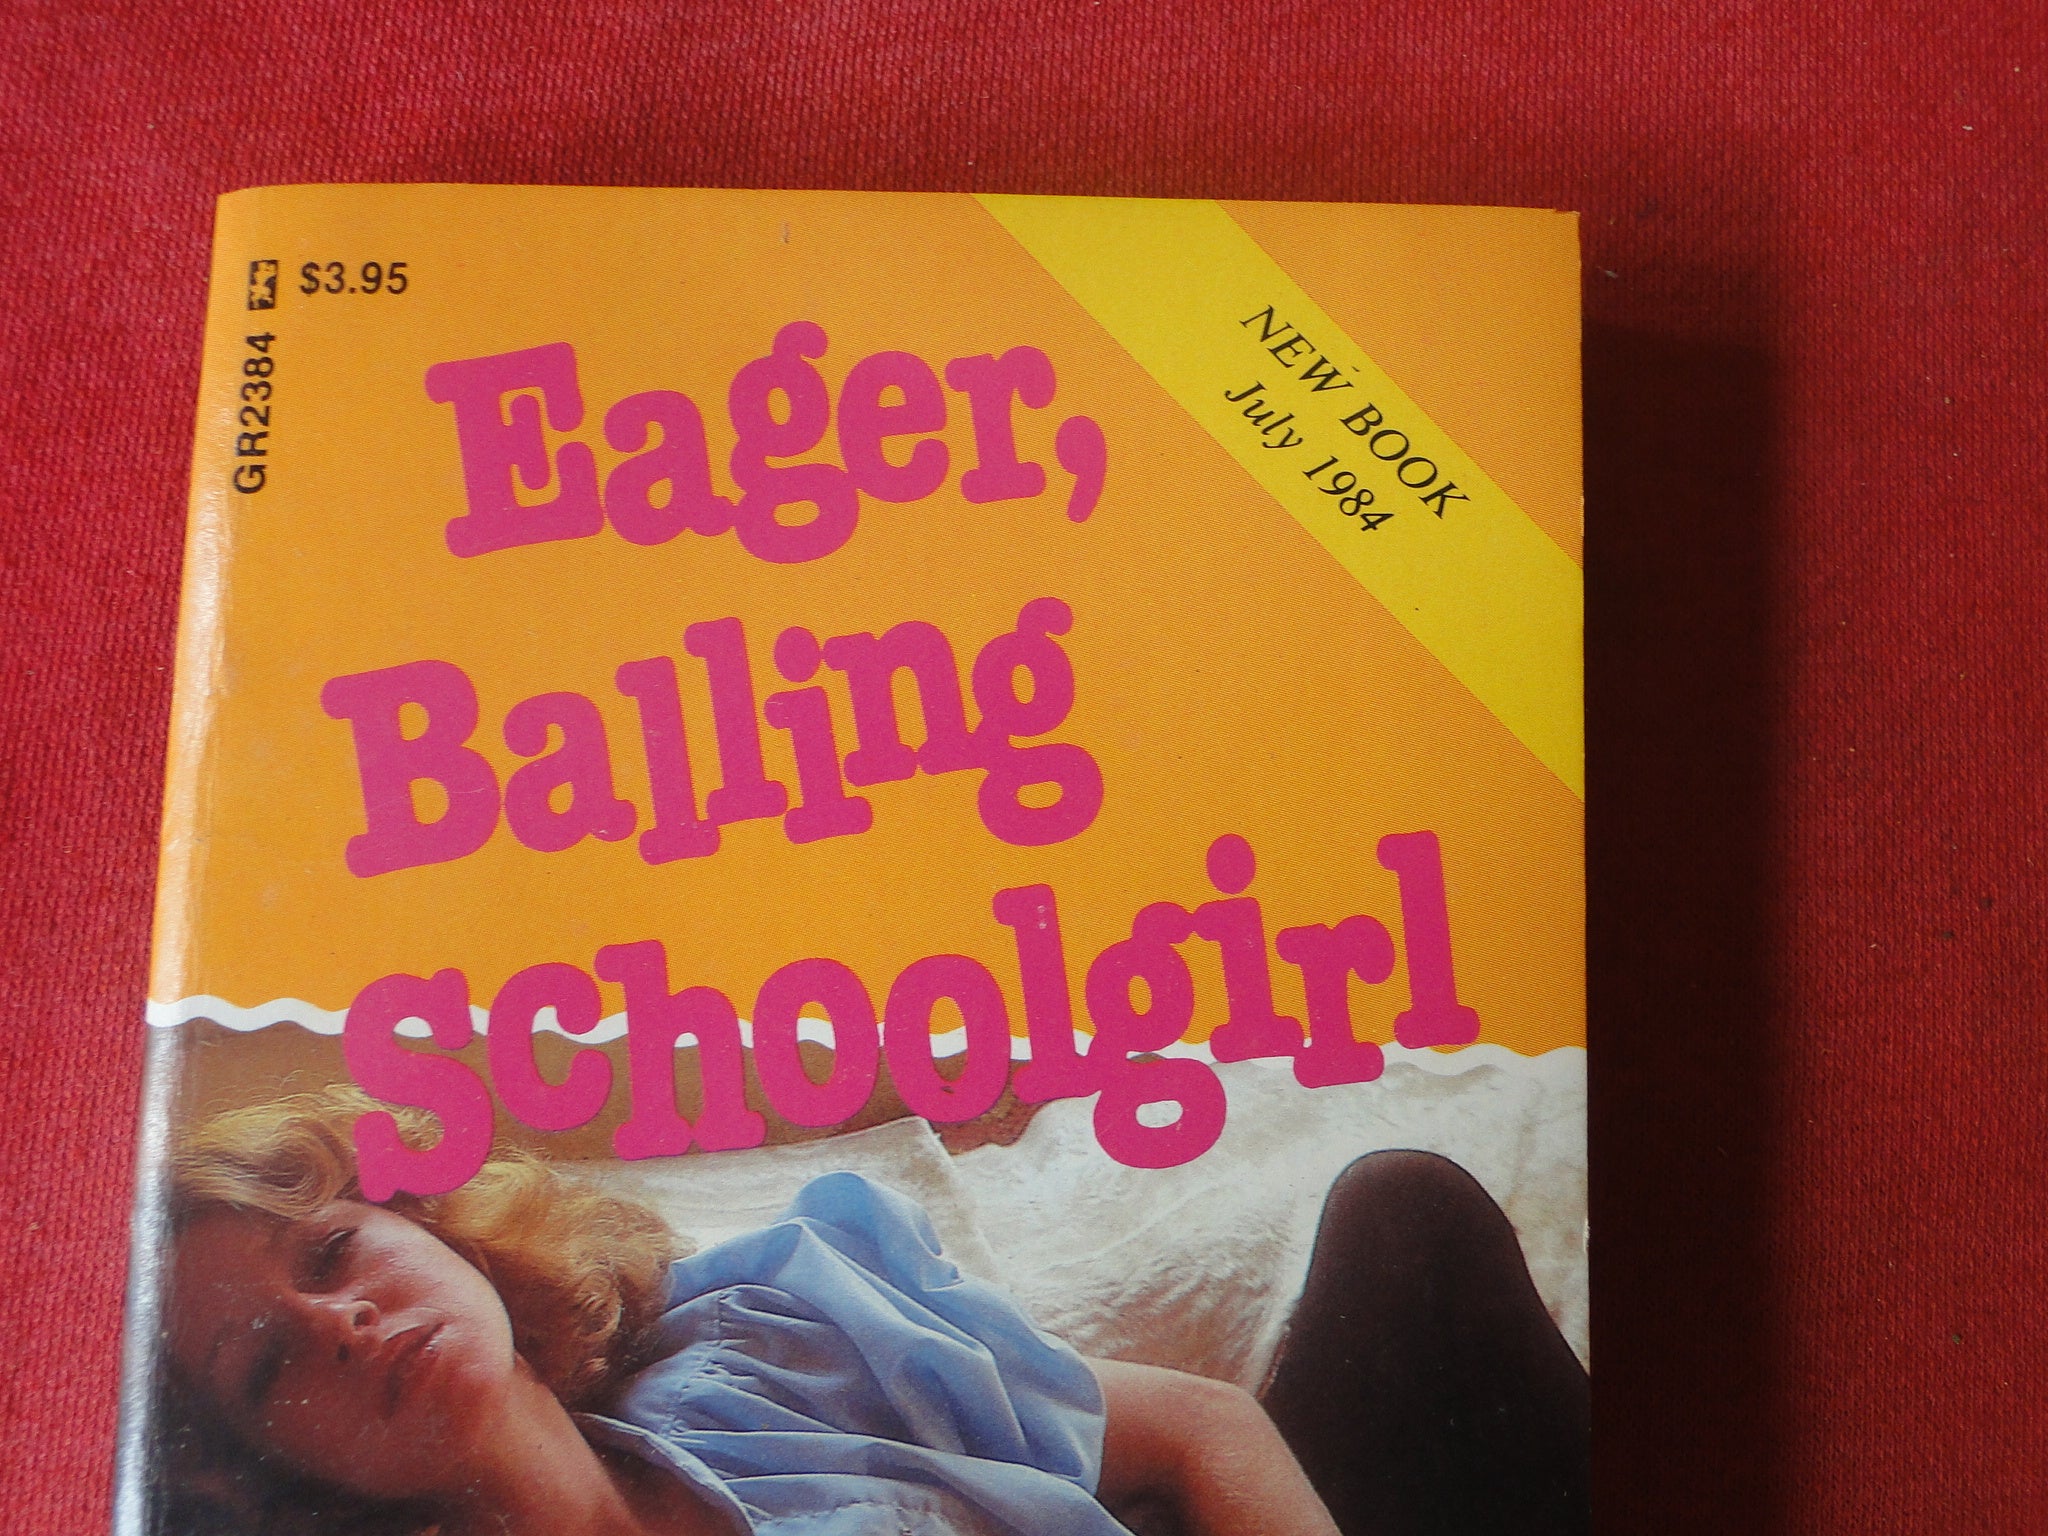 $3.95
GR2384
NEW BOOK
July 1984
Eager,
Balling
schoolgirl